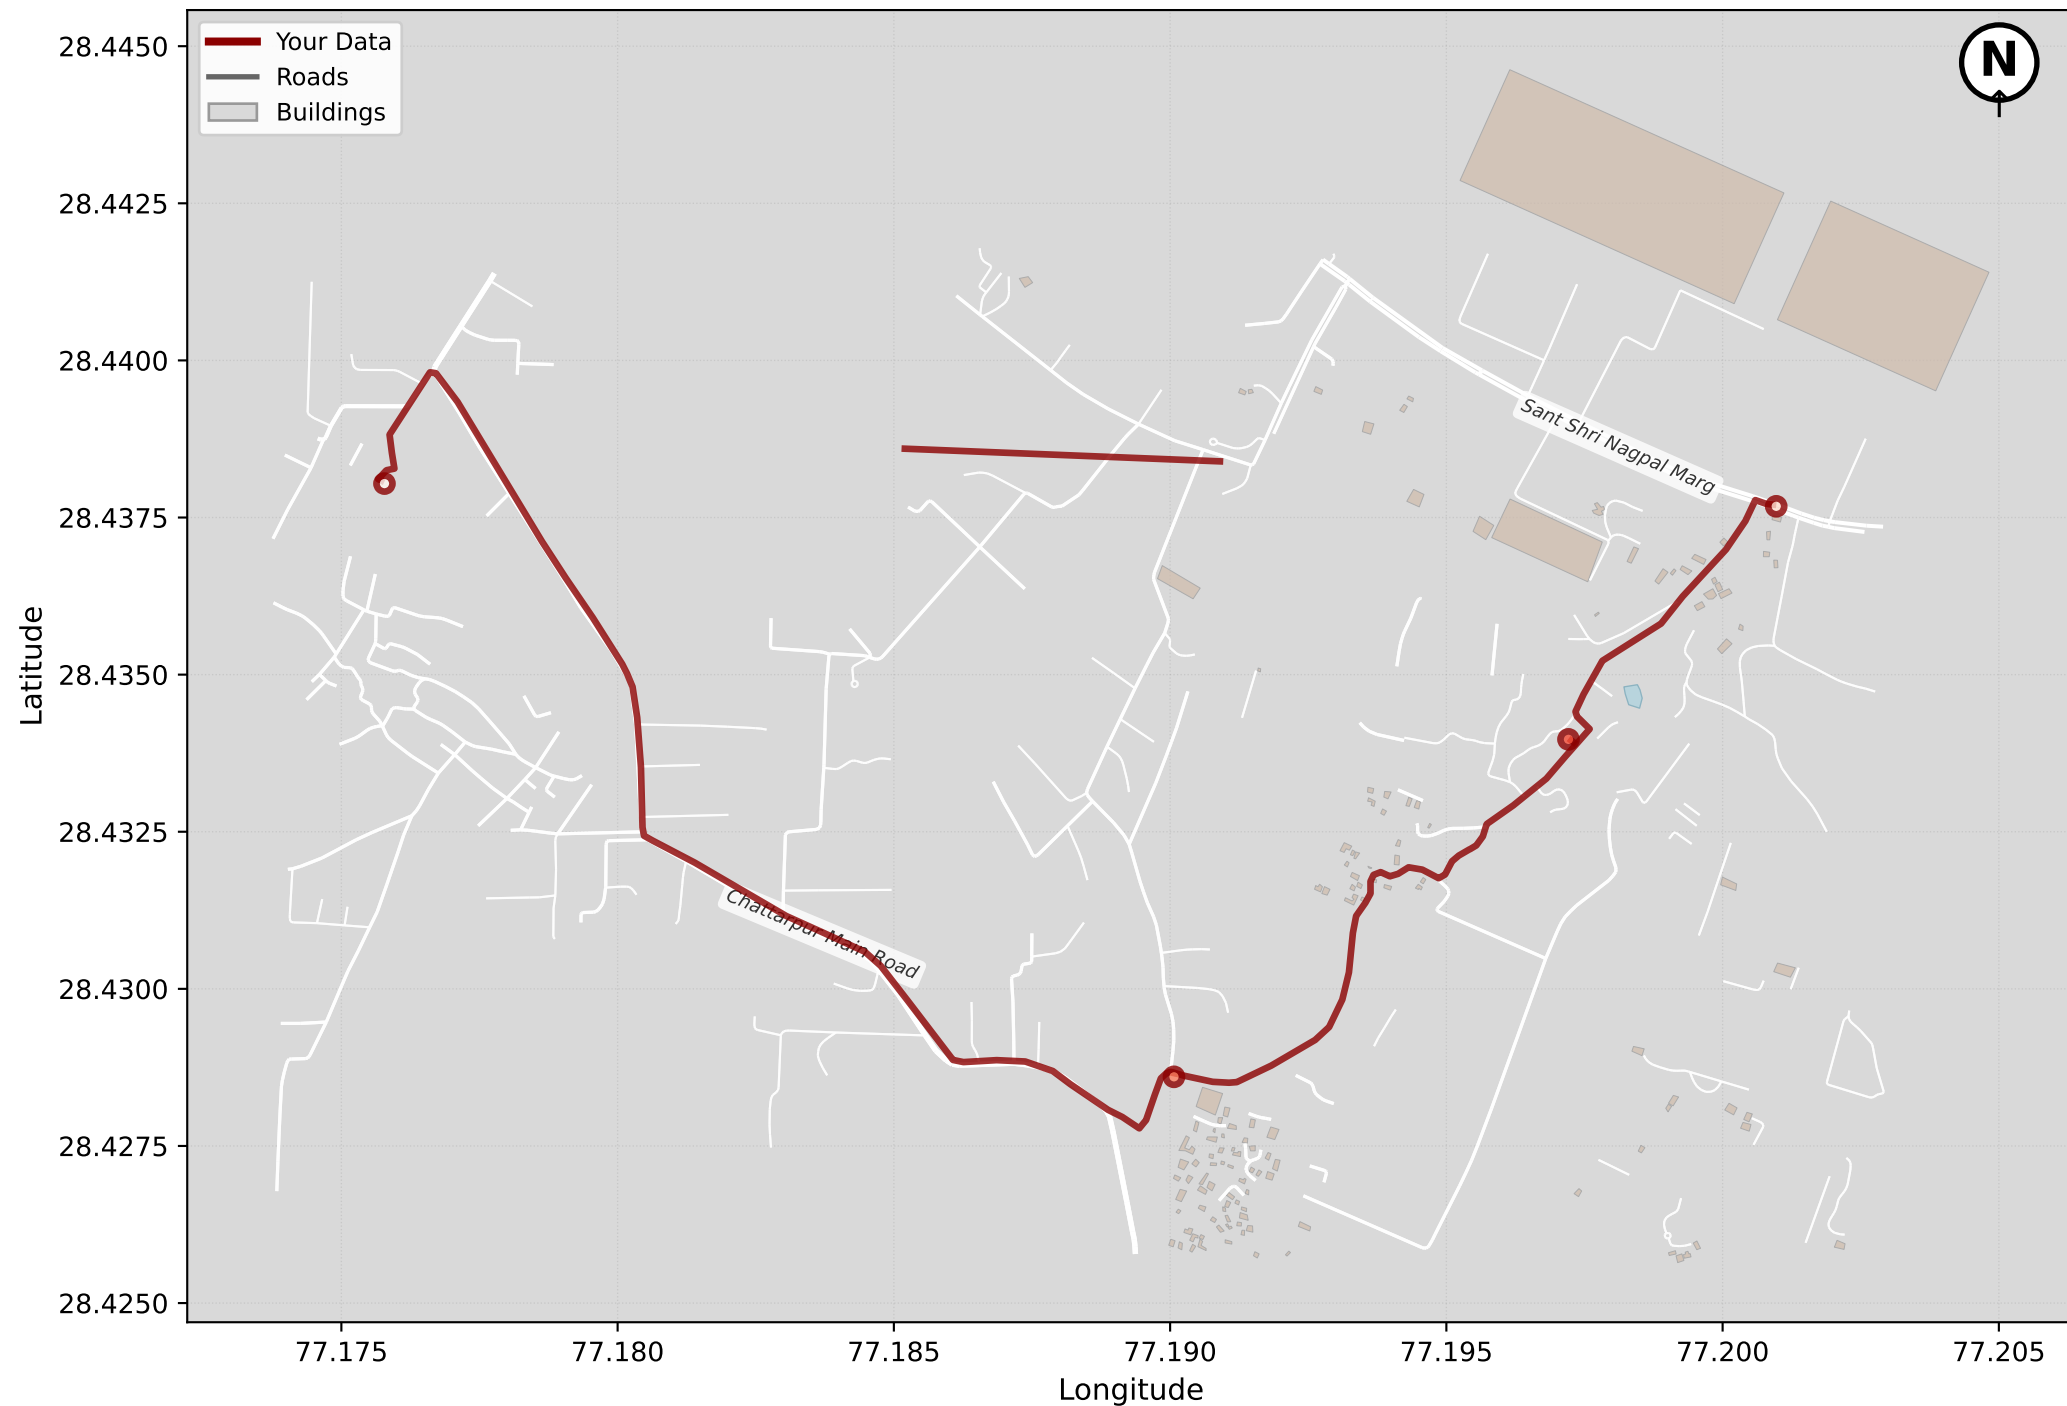 Your Data
Roads
Buildings
N
Sant Shri Nagpal Marg
Chattarpur Main Road
28.4450
28.4425
28.4400
28.4375
28.4350
28.4325
28.4300
28.4275
28.4250
Latitude
77.175 77.180 77.185 77.190 77.195 77.200 77.205
Longitude